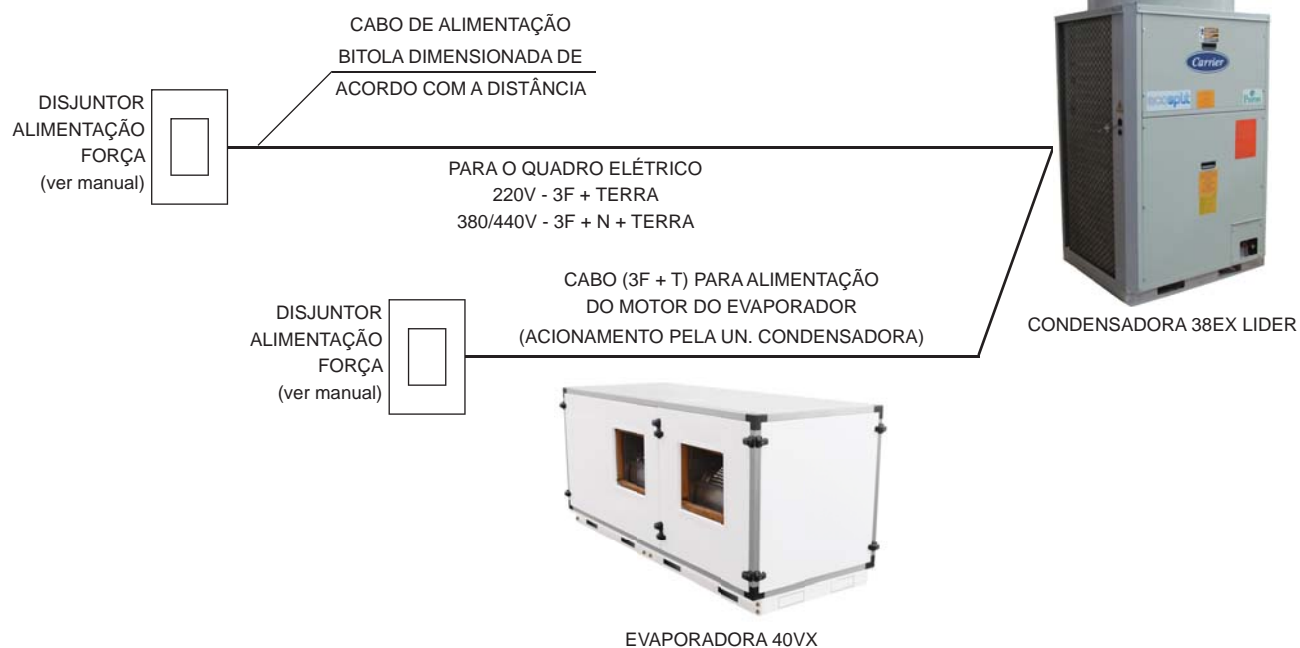 CABO DE ALIMENTAÇÃO
BITOLA DIMENSIONADA DE
ACORDO COM A DISTÂNCIA
DISJUNTOR
ALIMENTAÇÃO
FORÇA
(ver manual)
PARA O QUADRO ELÉTRICO
220V - 3F + TERRA
380/440V - 3F + N + TERRA
Carrier
ecosplit
Puron
CONDENSADORA 38EX LIDER
CABO (3F + T) PARA ALIMENTAÇÃO
DO MOTOR DO EVAPORADOR
(ACIONAMENTO PELA UN. CONDENSADORA)
DISJUNTOR
ALIMENTAÇÃO
FORÇA
(ver manual)
EVAPORADORA 40VX